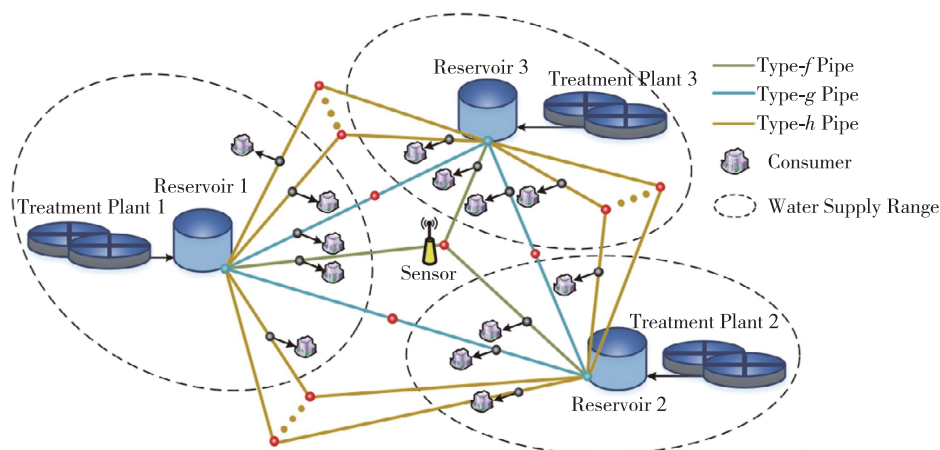 Reservoir 3
Treatment Plant 3
Type-f Pipe
Type-g Pipe
Type-h Pipe
Consumer
Water Supply Range
Reservoir 1
Treatment Plant 1
Sensor
Treatment Plant 2
Reservoir 2